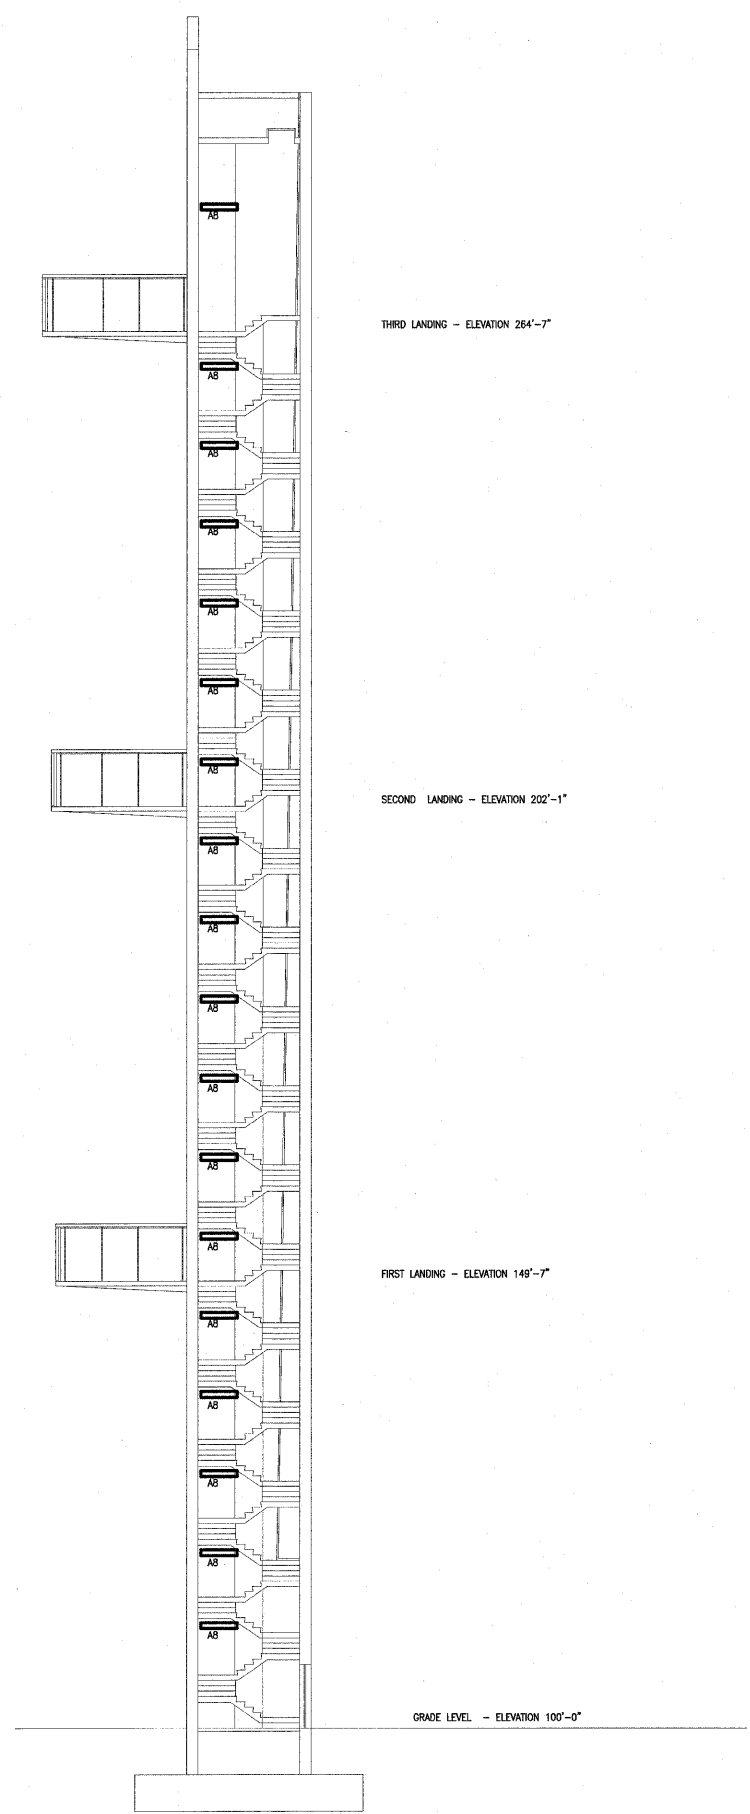 A8
THIRD LANDING – ELEVATION 264'–7"
A8
A8
A8
A8
A8
A8
SECOND LANDING – ELEVATION 202'–1"
A8
A8
A8
A8
A8
A8
FIRST LANDING – ELEVATION 149'–7"
A8
A8
A8
A8
A8
GRADE LEVEL – ELEVATION 100'–0"